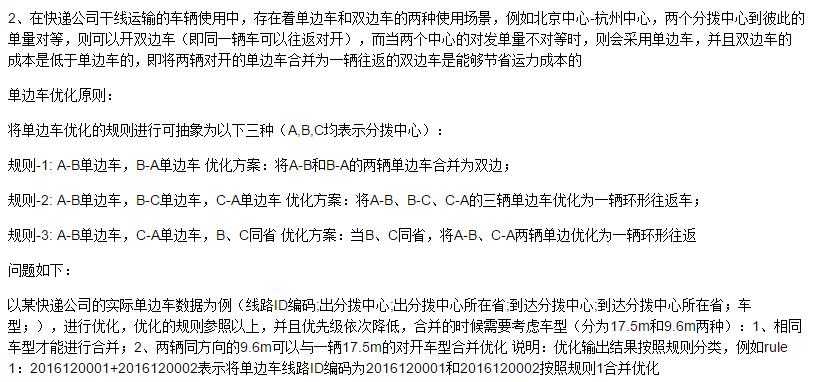 2、在快递公司干线运输的车辆使用中，存在着单边车和双边车的两种使用场景，例如北京中心-杭州中心，两个分拨中心到彼此的
单量对等，则可以开双边车（即同一辆车可以往返对开），而当两个中心的对发单量不对等时，则会采用单边车，并且双边车的
成本是低于单边车的，即将两辆对开的单边车合并为一辆往返的双边车是能够节省运力成本的
单边车优化原则：
将单边车优化的规则进行可抽象为以下三种（A,B,C均表示分拨中心）：
规则-1: A-B单边车，B-A单边车 优化方案：将A-B和B-A的两辆单边车合并为双边；
规则-2: A-B单边车，B-C单边车，C-A单边车 优化方案：将A-B、B-C、C-A的三辆单边车优化为一辆环形往返车；
规则-3: A-B单边车，C-A单边车，B、C同省 优化方案：当B、C同省，将A-B、C-A两辆单边优化为一辆环形往返
问题如下：
以某快递公司的实际单边车数据为例（线路ID编码;出分拨中心;出分拨中心所在省;到达分拨中心;到达分拨中心所在省；车
型;），进行优化，优化的规则参照以上，并且优先级依次降低，合并的时候需要考虑车型（分为17.5m和9.6m两种）：1、相同
车型才能进行合并；2、两辆同方向的9.6m可以与一辆17.5m的对开车型合并优化 说明：优化输出结果按照规则分类，例如rule
1：2016120001+2016120002表示将单边车线路ID编码为2016120001和2016120002按照规则1合并优化